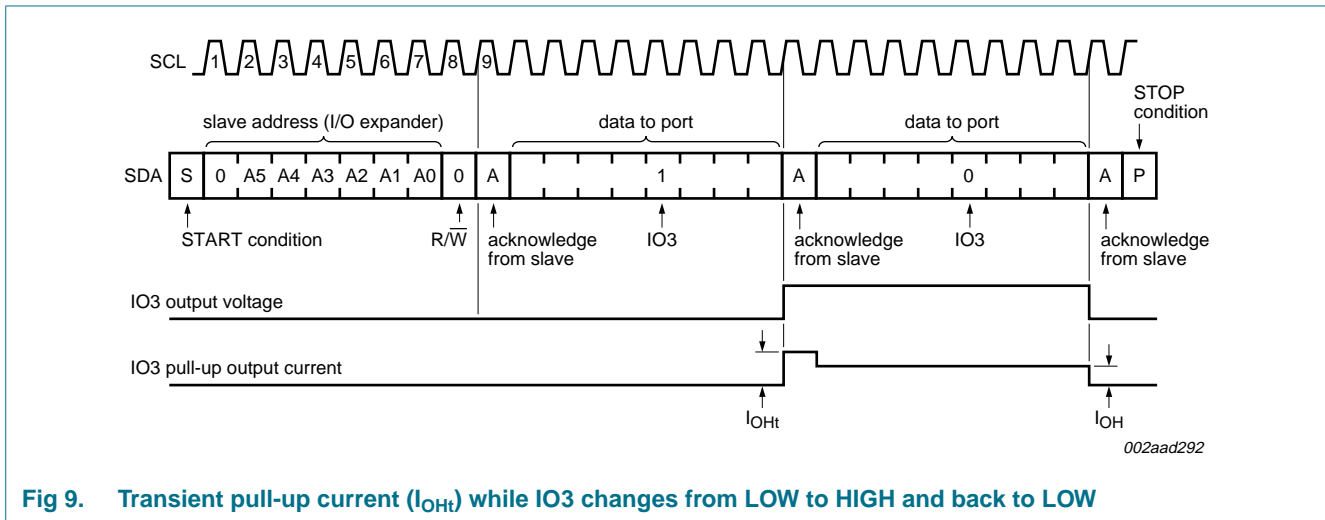 SCL 1 2 3 4 5 6 7 8 9
STOP
condition
slave address (I/O expander) data to port data to port
SDA S 0 A5 A4 A3 A2 A1 A0 0 A 1 A 0 A P
START condition R/W̅ acknowledge from slave IO3 acknowledge from slave IO3 acknowledge from slave
IO3 output voltage
IO3 pull-up output current
IOHt IOH
002aad292
Fig 9. Transient pull-up current (IOHt) while IO3 changes from LOW to HIGH and back to LOW